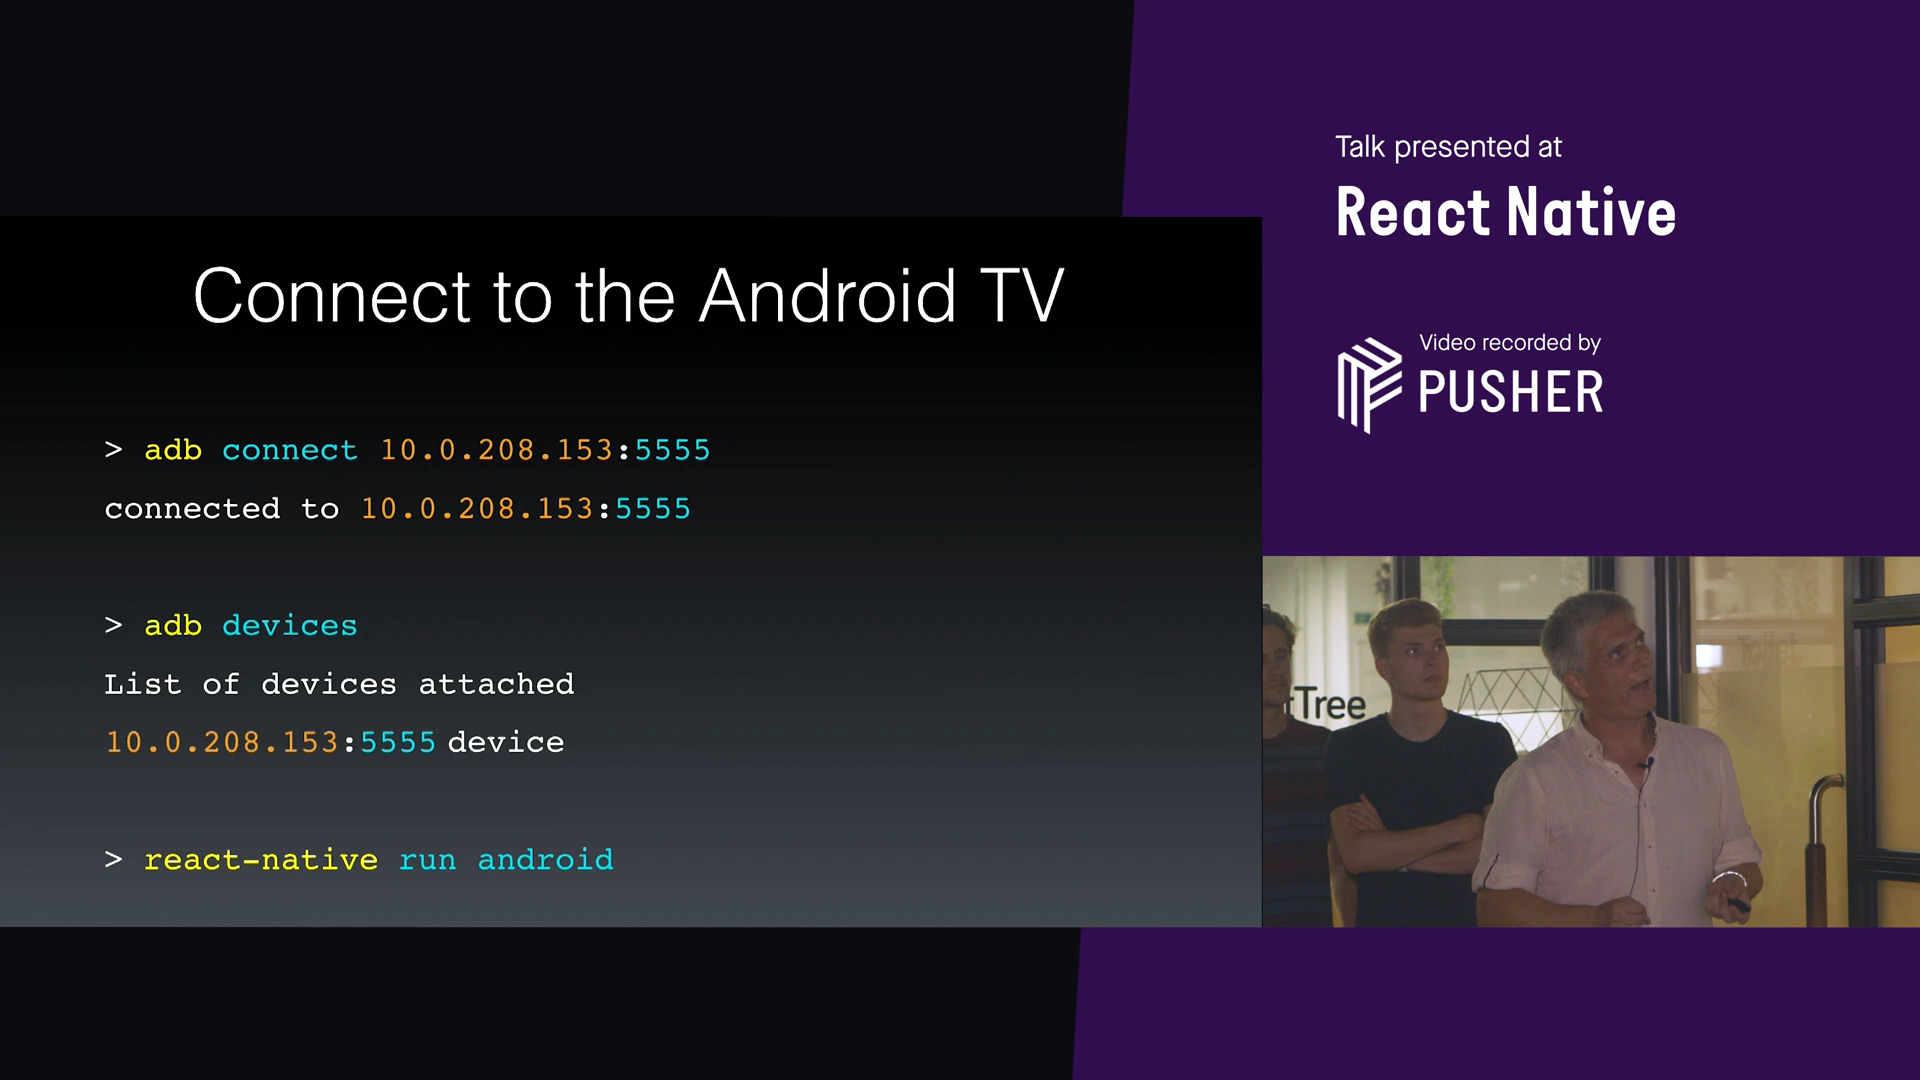 Talk presented at
React Native
Video recorded by
PUSHER
Connect to the Android TV
> adb connect 10.0.208.153:5555
connected to 10.0.208.153:5555
> adb devices
List of devices attached
10.0.208.153:5555 device
> react-native run android
Tree
Toilet